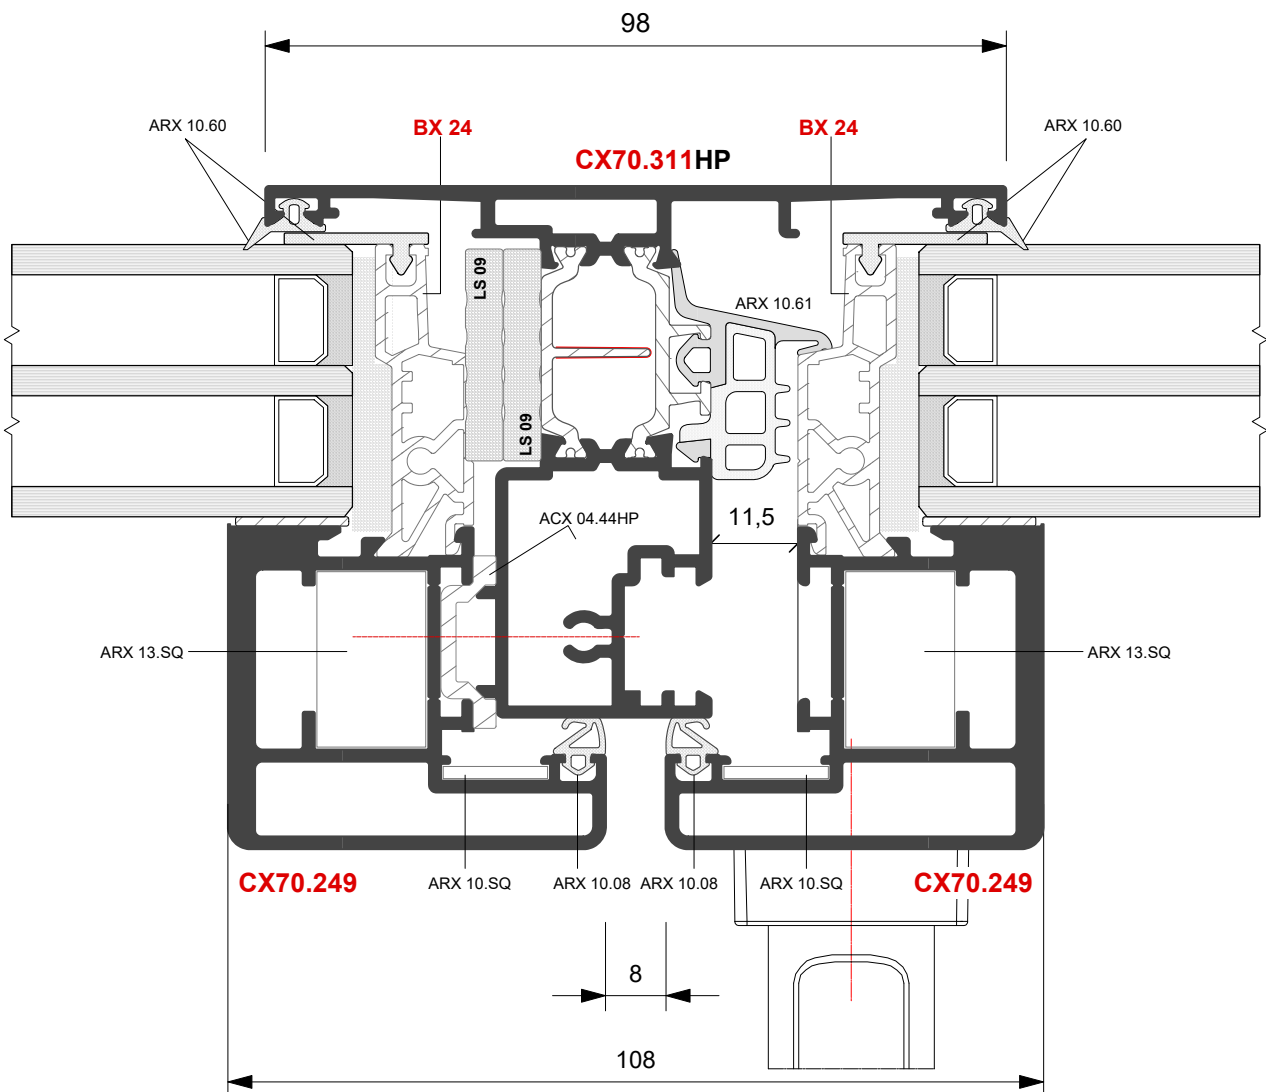 98
ARX 10.60
BX 24
BX 24
ARX 10.60
CX70.311HP
LS 09
ARX 10.61
LS 09
ACX 04.44HP
11,5
ARX 13.SQ
ARX 13.SQ
CX70.249
ARX 10.SQ
ARX 10.08
ARX 10.08
ARX 10.SQ
CX70.249
8
108